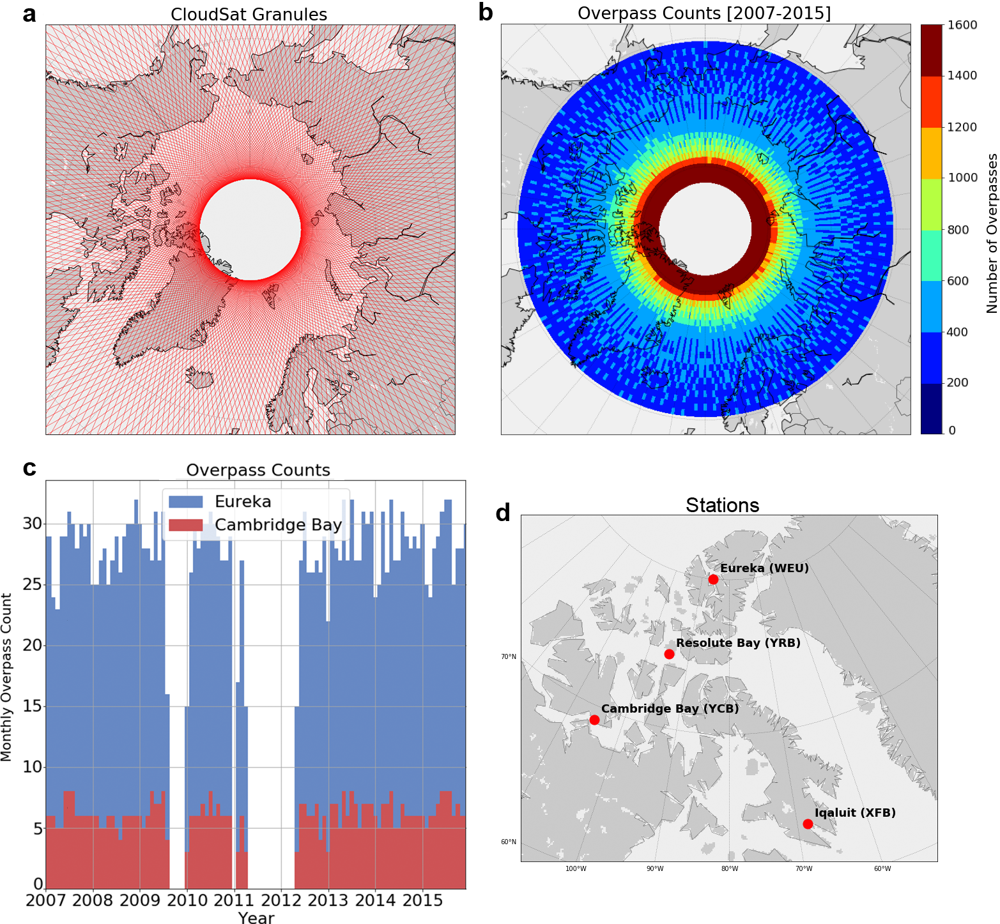 a
CloudSat Granules
b
Overpass Counts [2007-2015]
1600
1400
1200
1000
800
600
400
200
0
Number of Overpasses
c
Overpass Counts
Eureka
Cambridge Bay
30
25
20
15
10
5
0
Monthly Overpass Count
2007 2008 2009 2010 2011 2012 2013 2014 2015
Year
d
Stations
Eureka (WEU)
Resolute Bay (YRB)
Cambridge Bay (YCB)
Iqaluit (XFB)
70°N
60°N
100°W 90°W 80°W 70°W 60°W